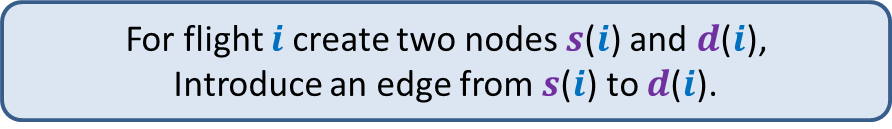 For flight i create two nodes s(i) and d(i),
Introduce an edge from s(i) to d(i).